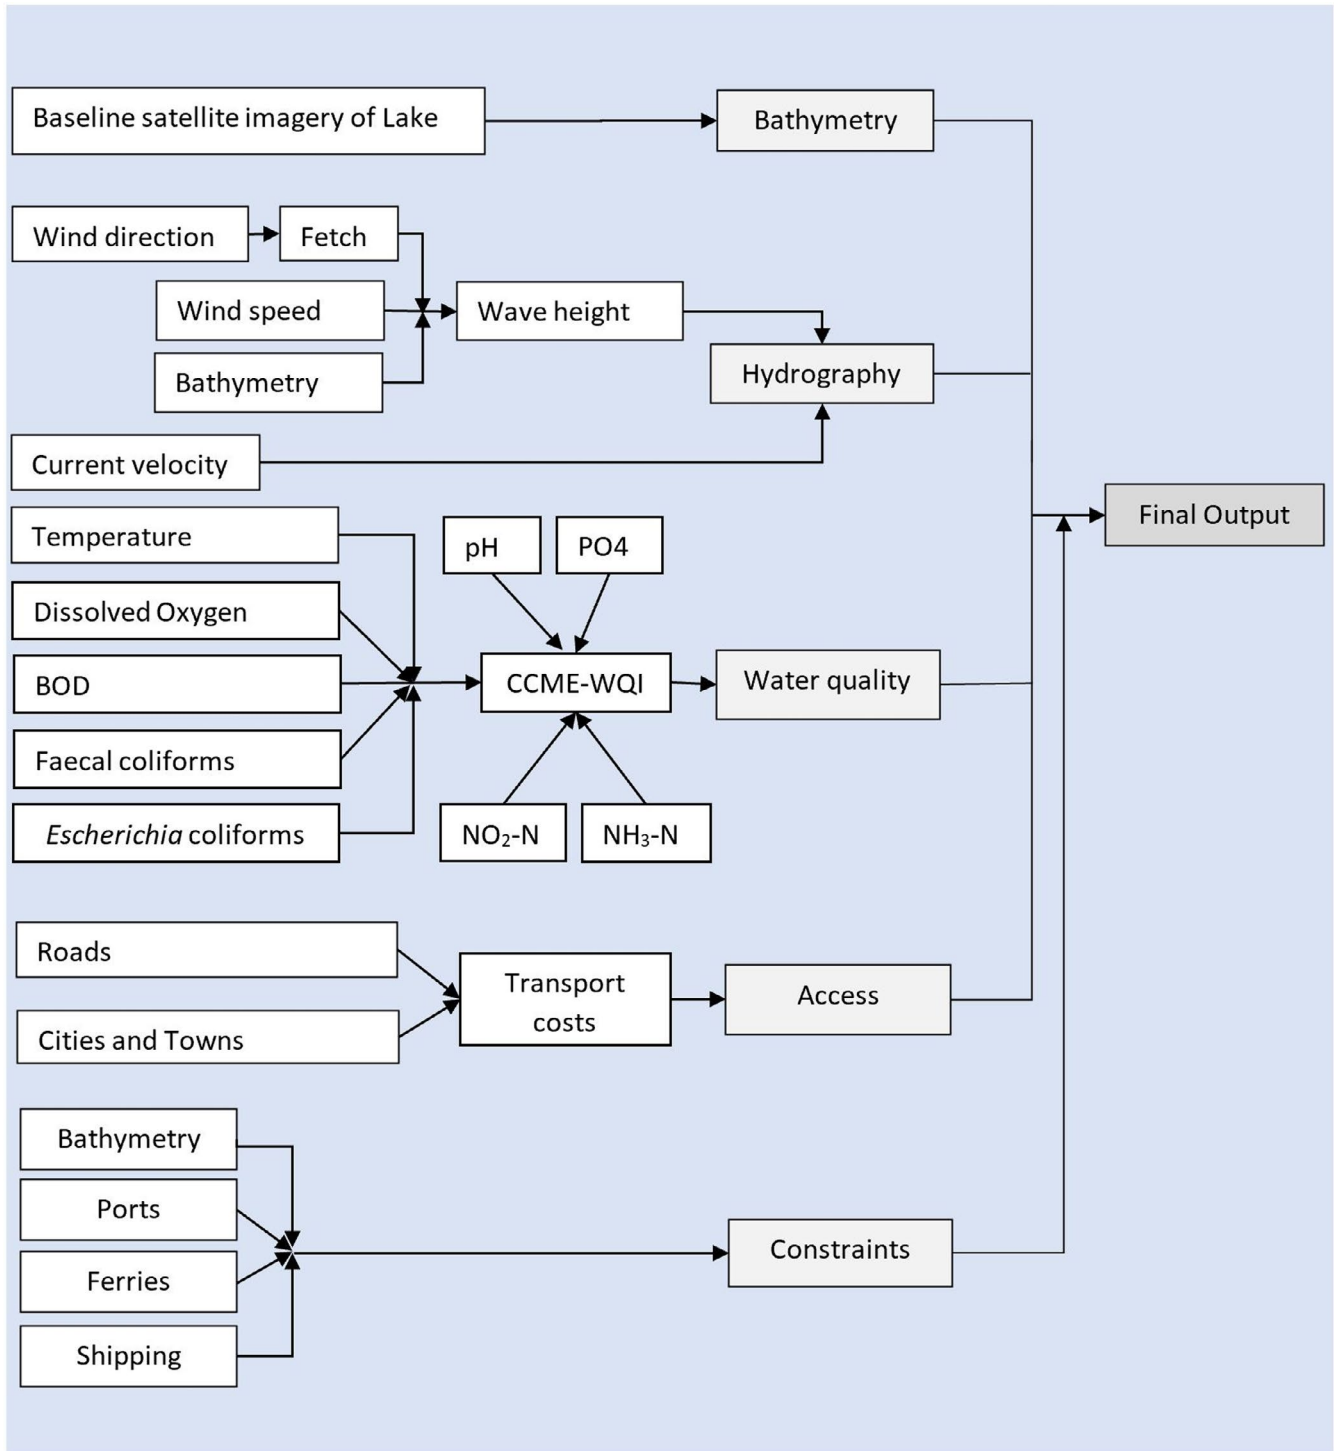 Baseline satellite imagery of Lake
Bathymetry
Wind direction
Fetch
Wind speed
Wave height
Bathymetry
Hydrography
Current velocity
Final Output
Temperature
pH
PO4
Dissolved Oxygen
BOD
CCME-WQI
Water quality
Faecal coliforms
Escherichia coliforms
NO₂-N
NH₃-N
Roads
Transport
costs
Access
Cities and Towns
Bathymetry
Ports
Constraints
Ferries
Shipping